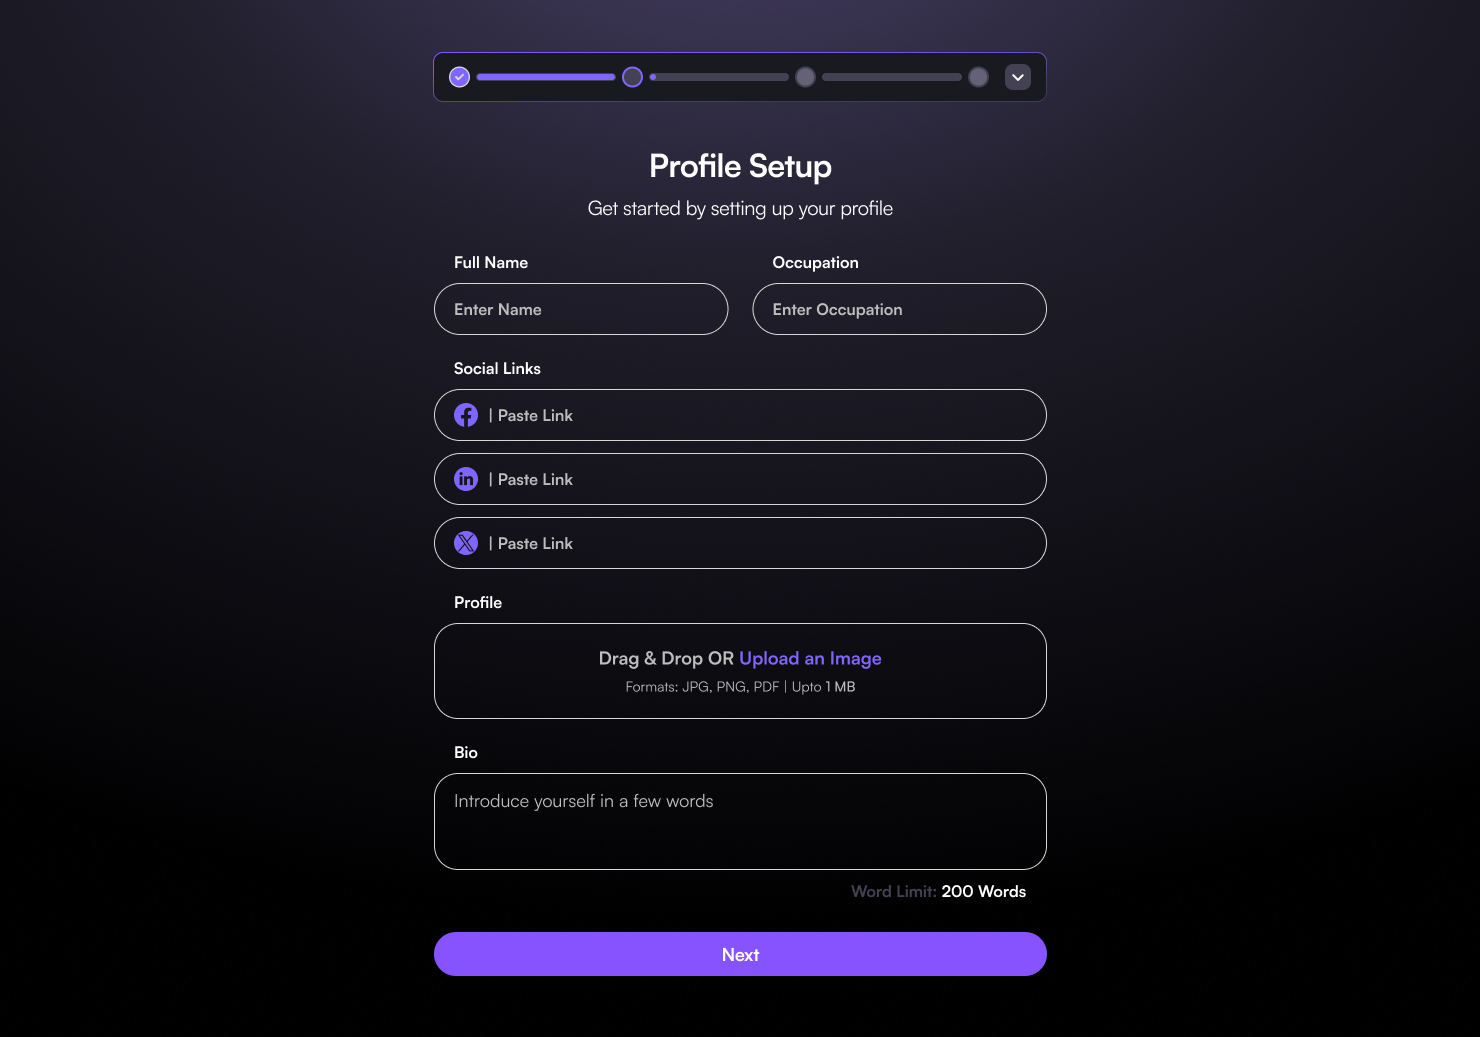 Profile Setup
Get started by setting up your profile
Full Name
Occupation
Enter Name
Enter Occupation
Social Links
| Paste Link
in | Paste Link
X | Paste Link
Profile
Drag & Drop OR Upload an Image
Formats: JPG, PNG, PDF | Upto 1 MB
Bio
Introduce yourself in a few words
Word Limit: 200 Words
Next